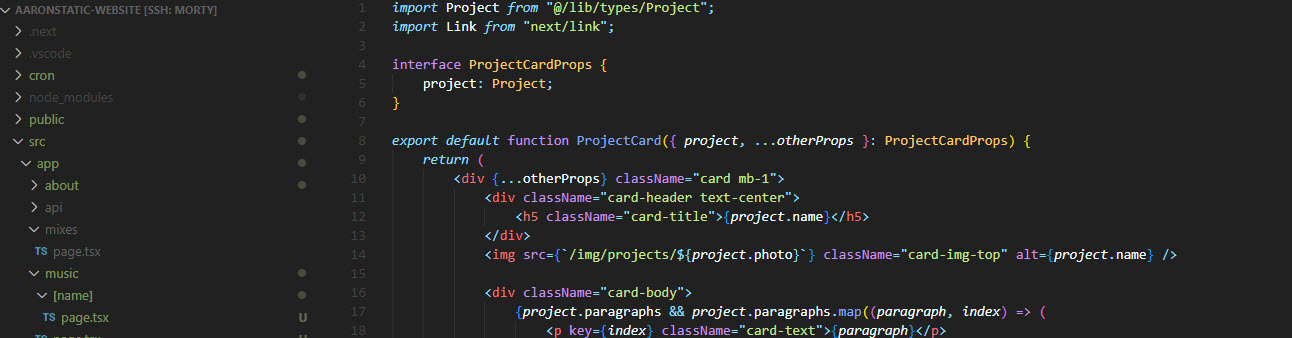 AARONSTATIC-WEBSITE [SSH: MORTY]
.next
.vscode
cron
node_modules
public
src
app
about
api
mixes
TS page.tsx
music
[name]
TS page.tsx U
1 import Project from "@/lib/types/Project";
2 import Link from "next/link";
3
4 interface ProjectCardProps {
5 project: Project;
6 }
7
8 export default function ProjectCard({ project, ...otherProps }: ProjectCardProps) {
9 return (
10 <div {...otherProps} className="card mb-1">
11 <div className="card-header text-center">
12 <h5 className="card-title">{project.name}</h5>
13 </div>
14 <img src={`/img/projects/${project.photo}`} className="card-img-top" alt={project.name} />
15
16 <div className="card-body">
17 {project.paragraphs && project.paragraphs.map((paragraph, index) => (
18 <p key={index} className="card-text">{paragraph}</p>